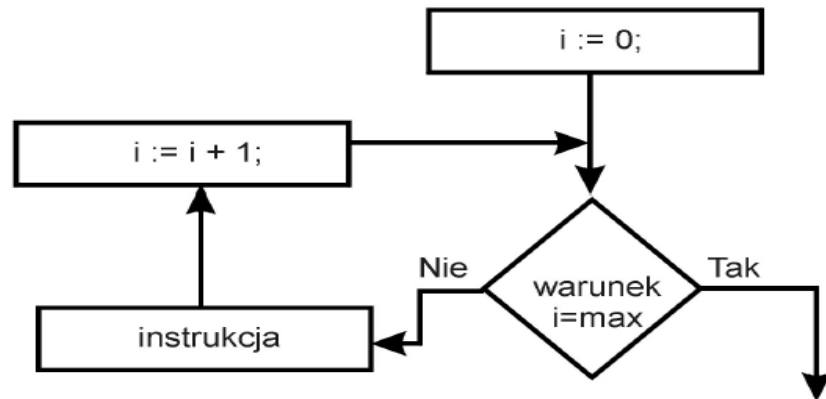 i := 0;
i := i + 1;
Nie
Tak
warunek
i=max
instrukcja